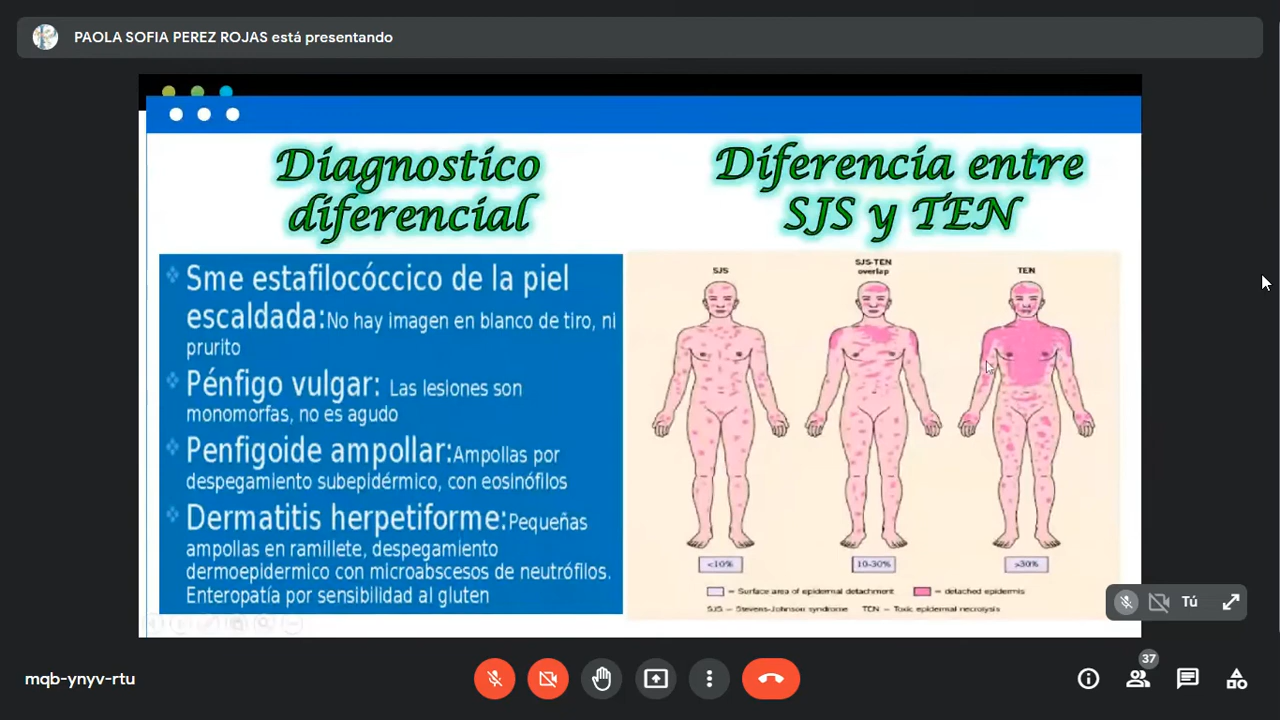 PAOLA SOFIA PEREZ ROJAS está presentando
Diagnostico
diferencial
Sme estafilocóccico de la piel
escaldada:No hay imagen en blanco de tiro, ni
prurito
Pénfigo vulgar: Las lesiones son
monomorfas, no es agudo
Penfigoide ampollar:Ampollas por
despegamiento subepidérmico, con eosinófilos
Dermatitis herpetiforme:Pequeñas
ampollas en ramillete, despegamiento
dermoepidermico con microabscesos de neutrófilos.
Enteropatía por sensibilidad al gluten
Diferencia entre
SJS y TEN
SJS
SJS-TEN
overlap
TEN
<10%
10-30%
>30%
= Surface area of epidermal detachment
= detached epidermis
SJS = Stevens-Johnson syndrome TEN = Toxic epidermal necrolysis
Tú
mqb-ynyv-rtu
37